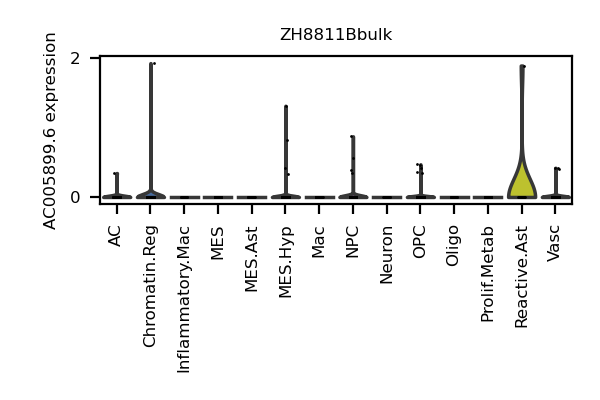 ZH8811Bbulk
AC005899.6 expression
2
0
AC
Chromatin.Reg
Inflammatory.Mac
MES
MES.Ast
MES.Hyp
Mac
NPC
Neuron
OPC
Oligo
Prolif.Metab
Reactive.Ast
Vasc